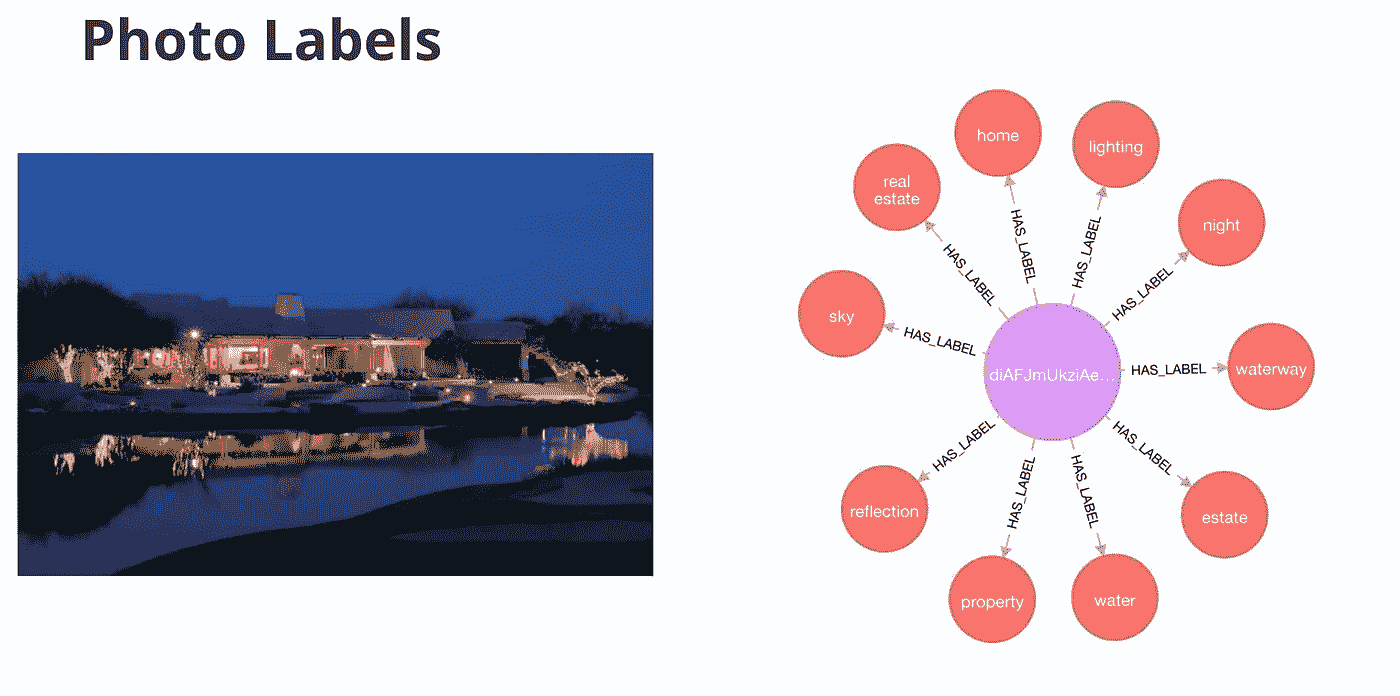 Photo Labels
home
lighting
real
estate
night
sky
waterway
diAFJmUkziAe...
reflection
estate
property
water
HAS_LABEL
HAS_LABEL
HAS_LABEL
HAS_LABEL
HAS_LABEL
HAS_LABEL
HAS_LABEL
HAS_LABEL
HAS_LABEL
HAS_LABEL